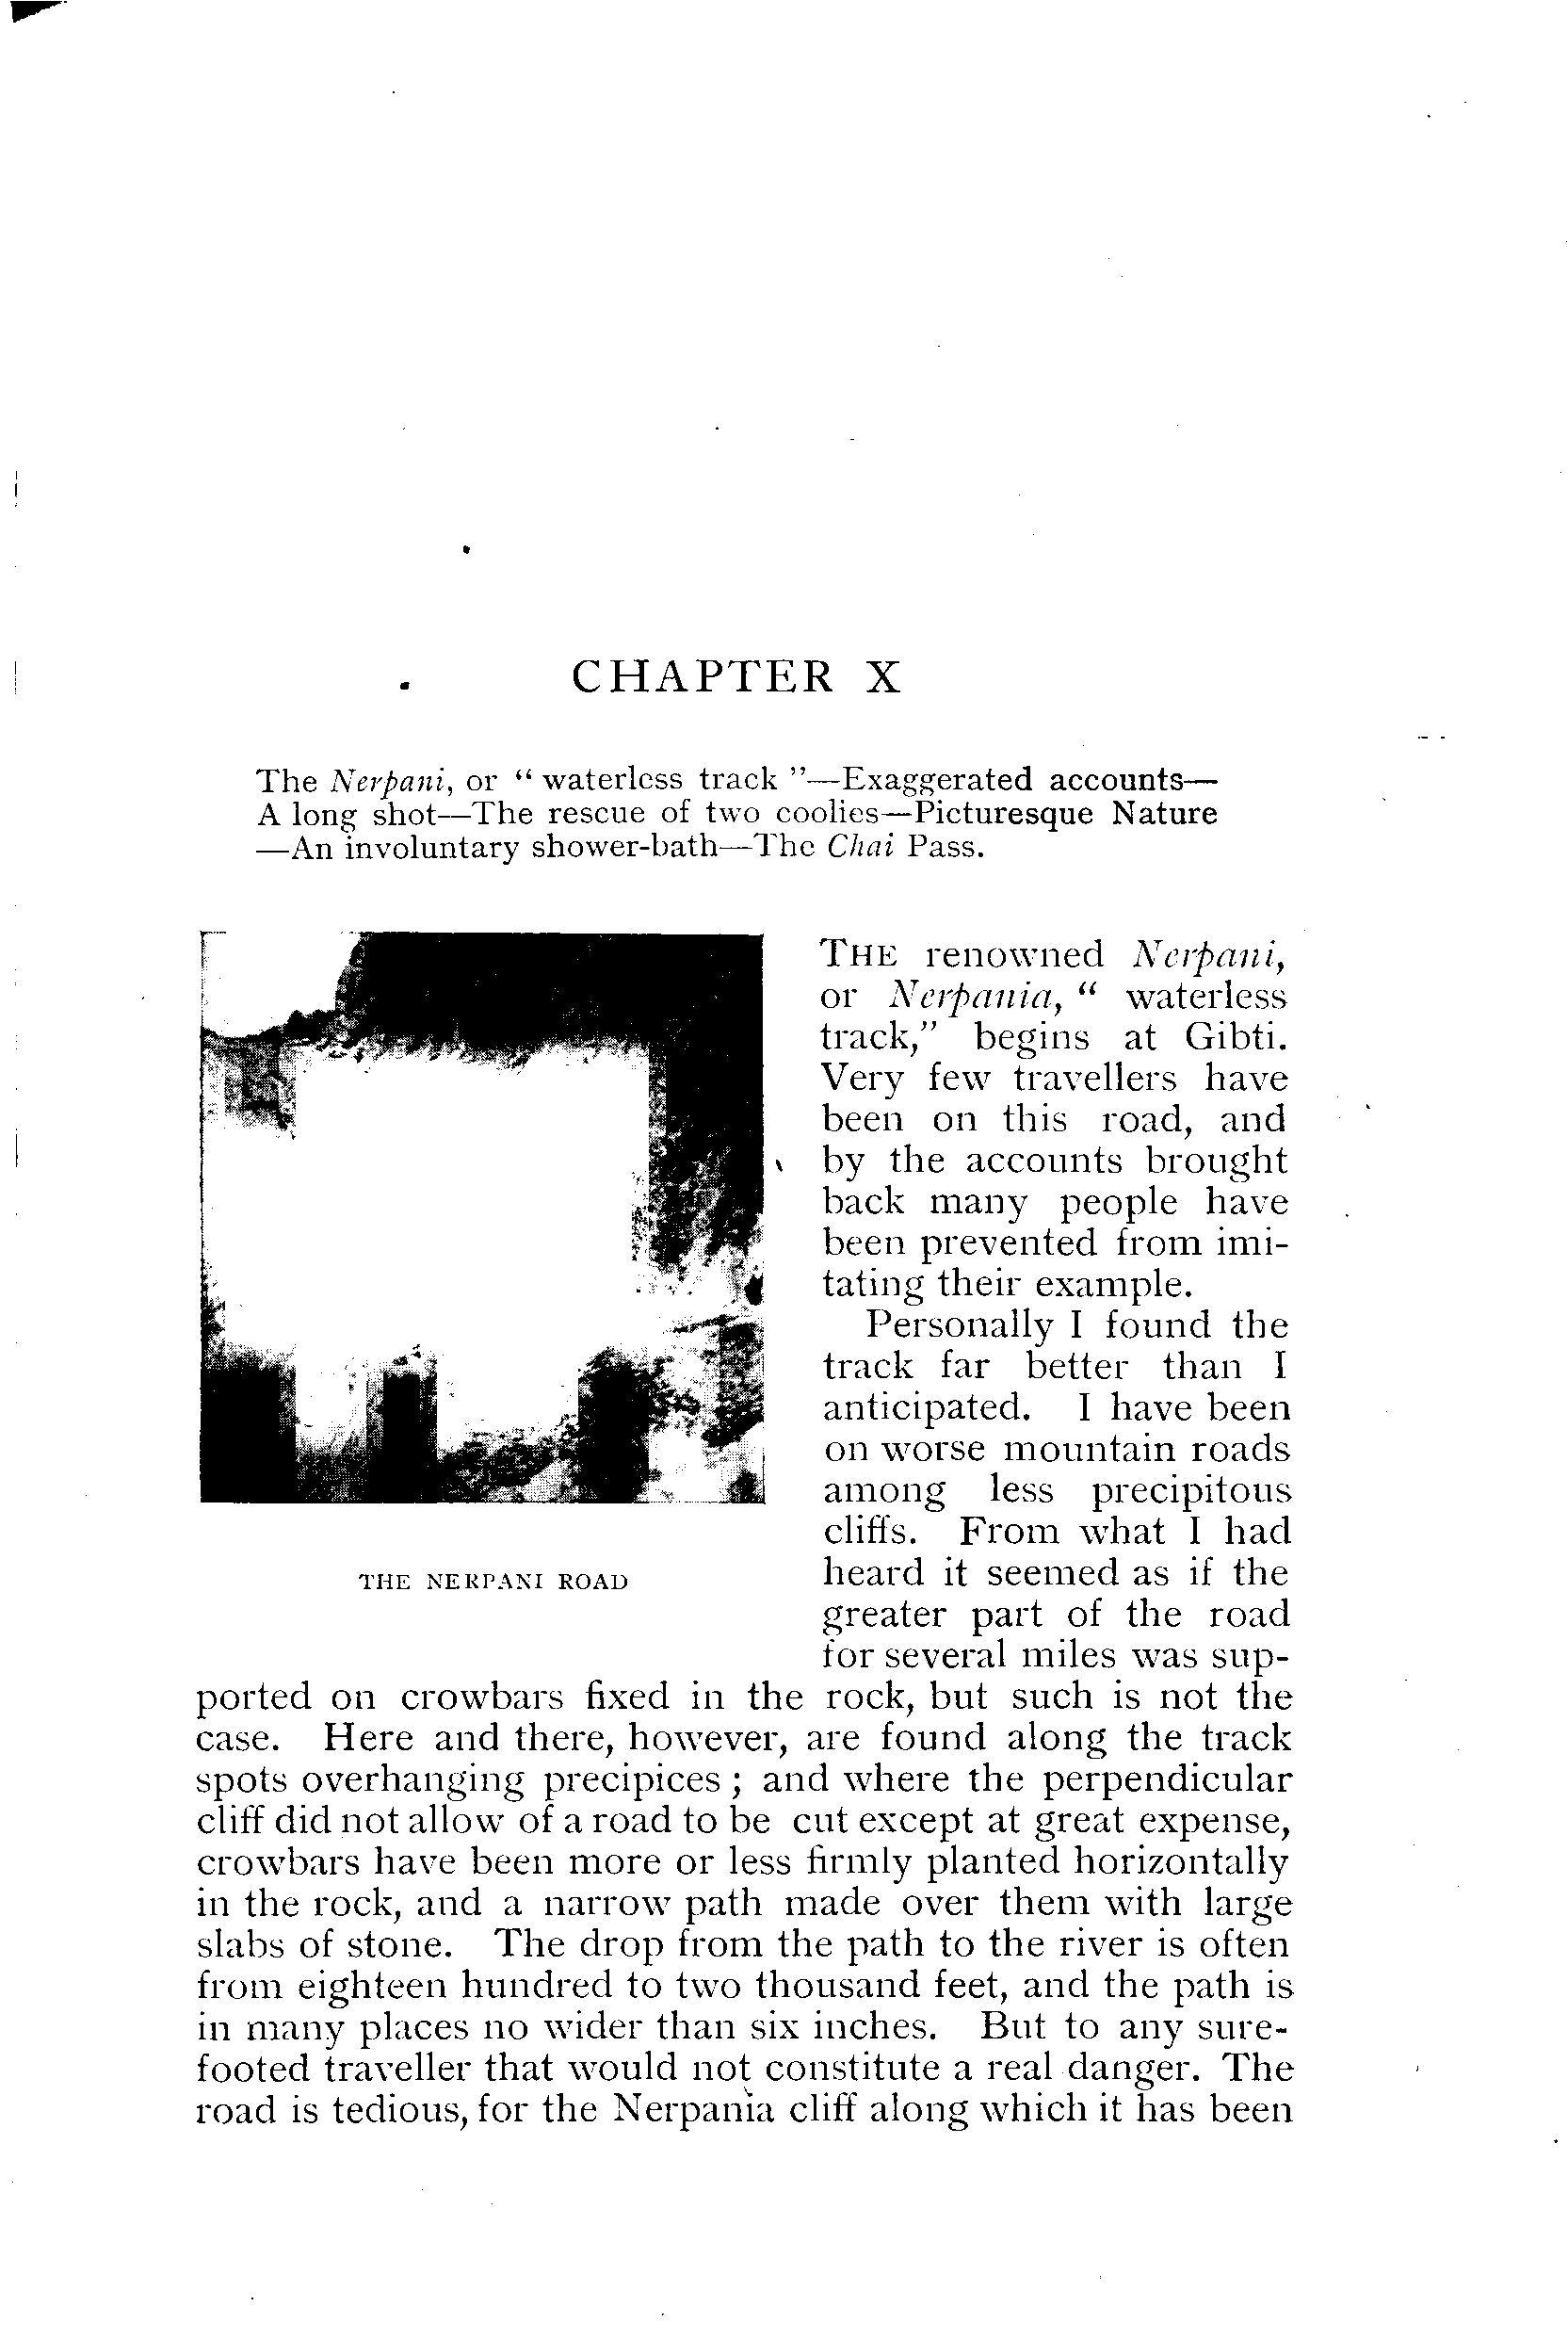 CHAPTER X
The Nerpani, or “ waterless track ”—Exaggerated accounts—
A long shot—The rescue of two coolies—Picturesque Nature
—An involuntary shower-bath—The Chai Pass.
THE renowned Nerpani,
or Nerpania, “ waterless
track,” begins at Gibti.
Very few travellers have
been on this road, and
by the accounts brought
back many people have
been prevented from imi-
tating their example.
Personally I found the
track far better than I
anticipated. I have been
on worse mountain roads
among less precipitous
cliffs. From what I had
heard it seemed as if the
greater part of the road
for several miles was sup-
THE NERPANI ROAD
ported on crowbars fixed in the rock, but such is not the
case. Here and there, however, are found along the track
spots overhanging precipices ; and where the perpendicular
cliff did not allow of a road to be cut except at great expense,
crowbars have been more or less firmly planted horizontally
in the rock, and a narrow path made over them with large
slabs of stone. The drop from the path to the river is often
from eighteen hundred to two thousand feet, and the path is
in many places no wider than six inches. But to any sure-
footed traveller that would not constitute a real danger. The
road is tedious, for the Nerpania cliff along which it has been